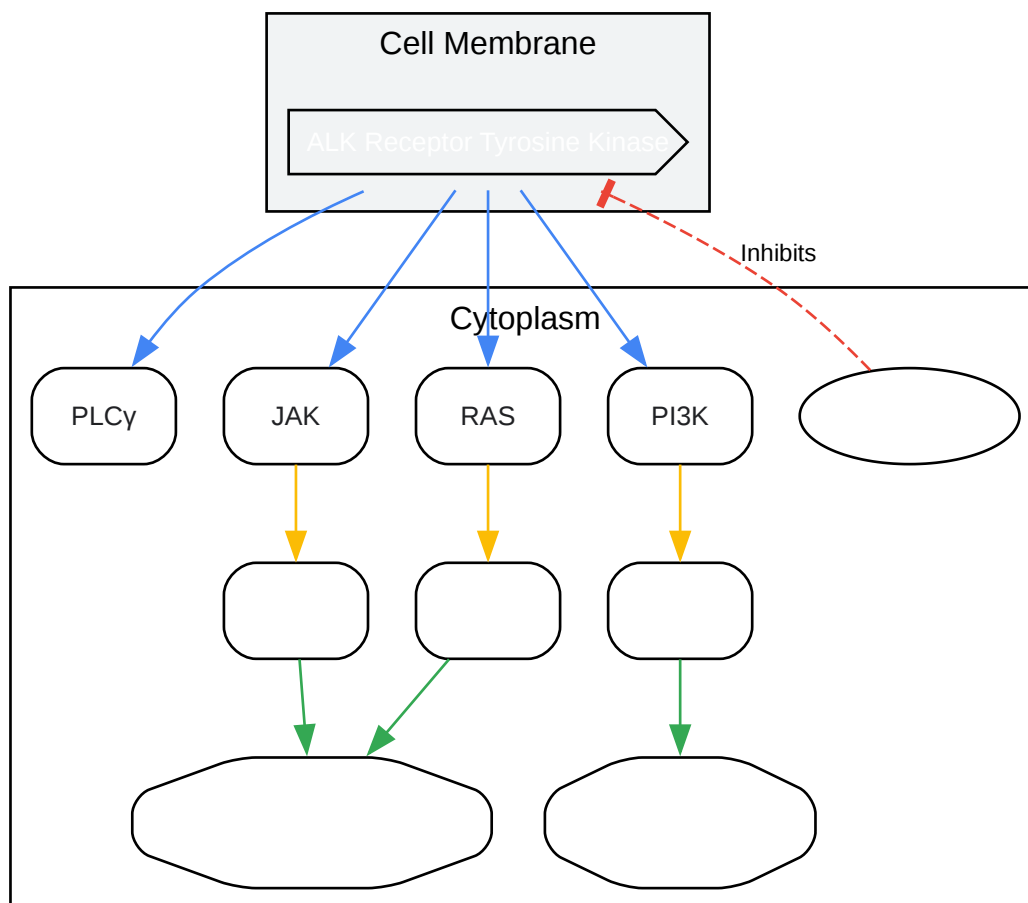 Cell Membrane
ALK Receptor Tyrosine Kinase
Inhibits
Cytoplasm
PLCγ
JAK
RAS
PI3K